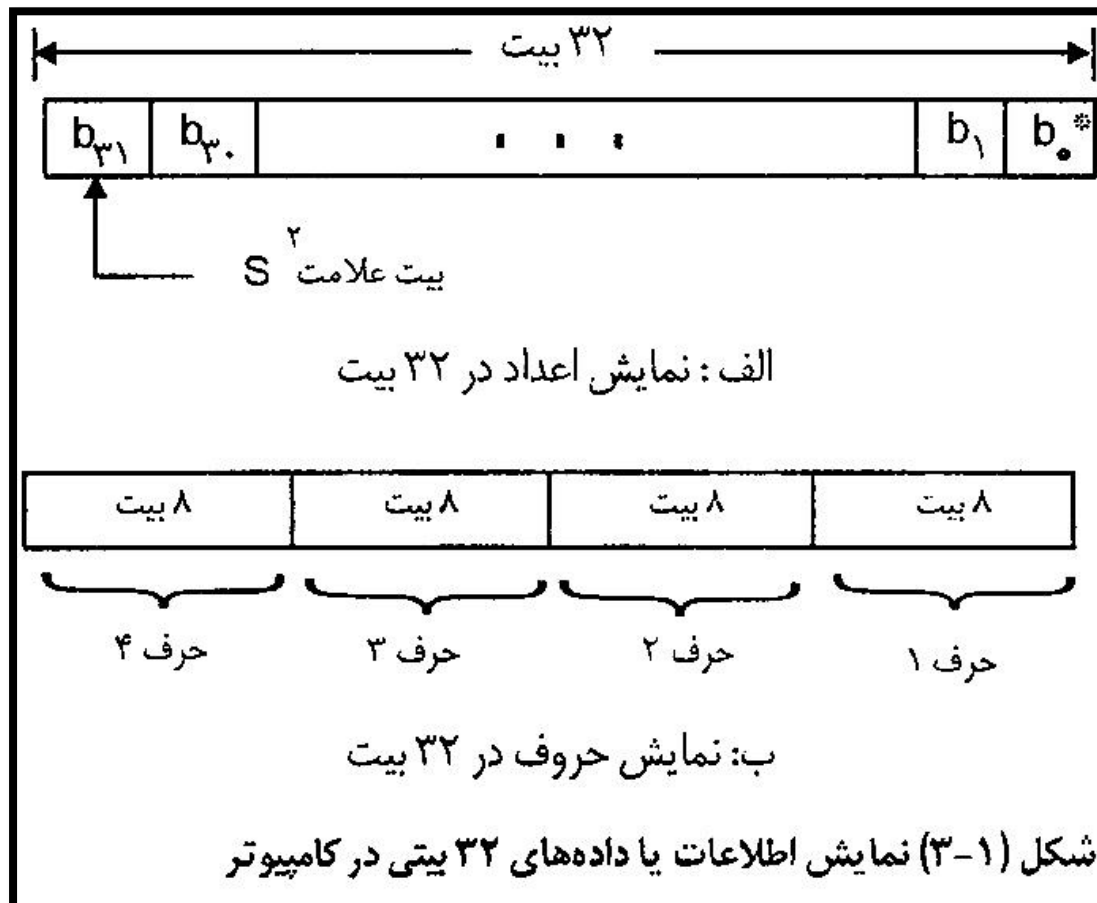 ۳۲ بیت
b۳۱ b۳۰ . . . b۱ b۰*
بیت علامت۲ S
الف : نمایش اعداد در ۳۲ بیت
۸ بیت ۸ بیت ۸ بیت ۸ بیت
حرف ۴ حرف ۳ حرف ۲ حرف ۱
ب: نمایش حروف در ۳۲ بیت
شکل (۱-۳) نمایش اطلاعات یا داده‌های ۳۲ بیتی در کامپیوتر